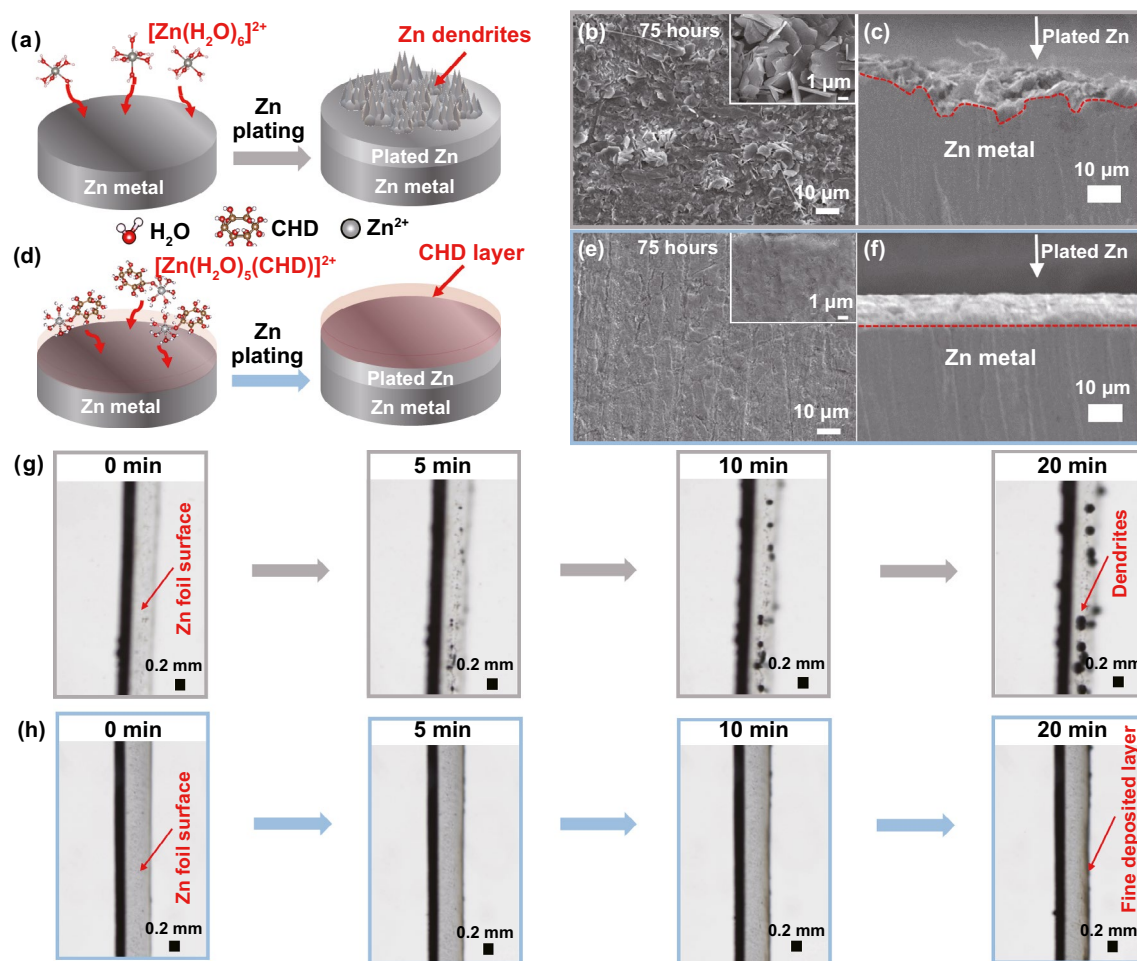 (a)
[Zn(H₂O)₆]²⁺
Zn dendrites
Zn
plating
Zn metal
Plated Zn
Zn metal
(b)
75 hours
1 µm
10 µm
(c)
Plated Zn
Zn metal
10 µm
H₂O
CHD
Zn²⁺
(d)
[Zn(H₂O)₅(CHD)]²⁺
CHD layer
Zn
plating
Zn metal
Plated Zn
Zn metal
(e)
75 hours
1 µm
10 µm
(f)
Plated Zn
Zn metal
10 µm
(g)
0 min
Zn foil surface
0.2 mm
5 min
0.2 mm
10 min
0.2 mm
20 min
Dendrites
0.2 mm
(h)
0 min
Zn foil surface
0.2 mm
5 min
0.2 mm
10 min
0.2 mm
20 min
Fine deposited layer
0.2 mm